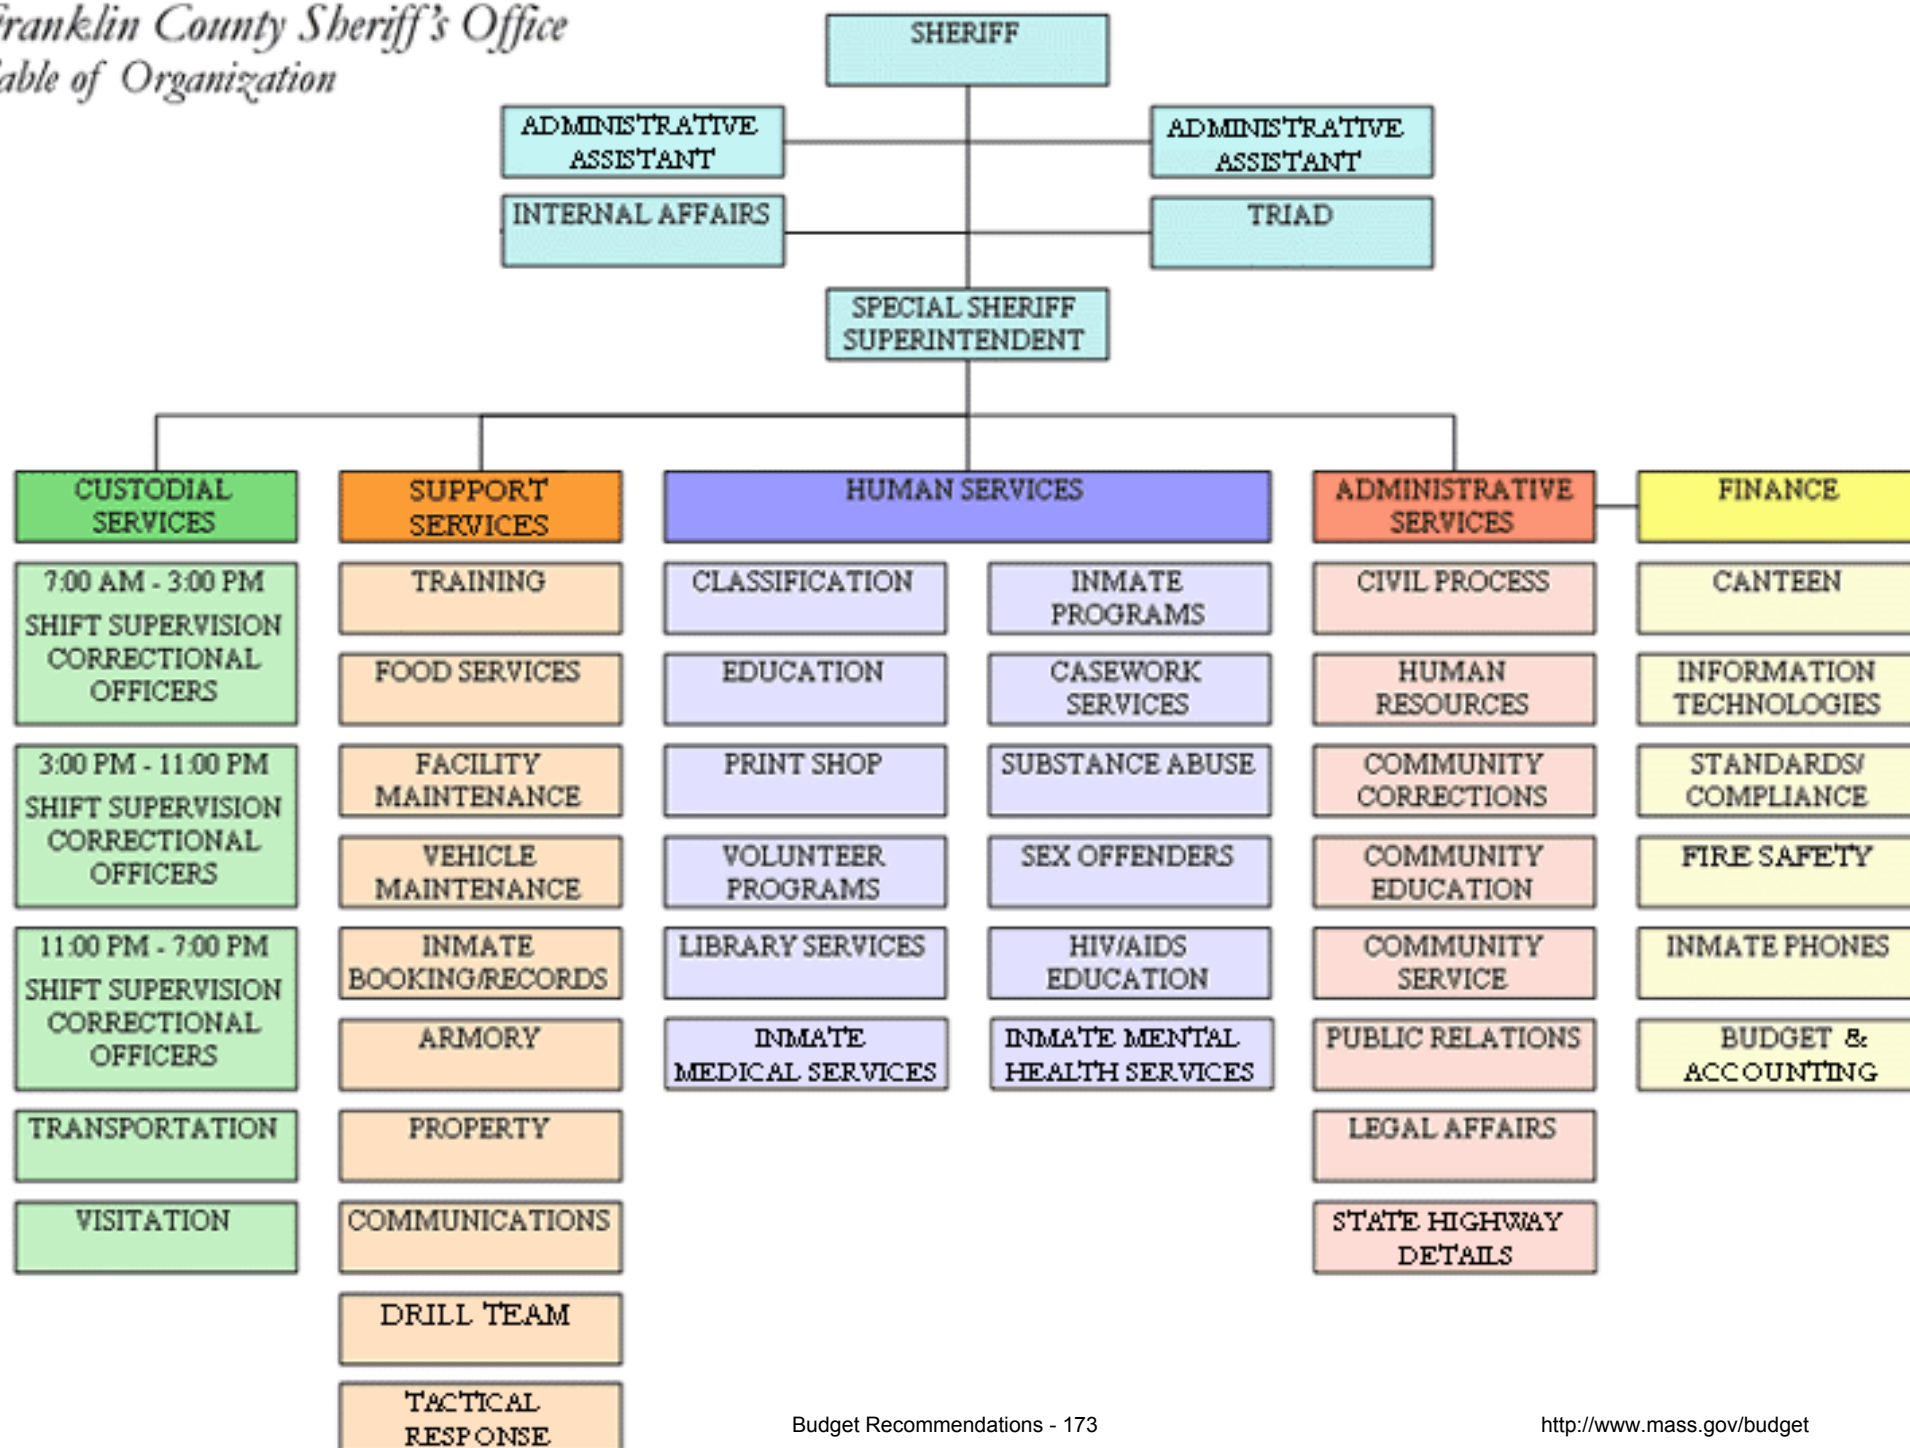 Franklin County Sheriff's Office
Table of Organization
SHERIFF
ADMINISTRATIVE
ASSISTANT
ADMINISTRATIVE
ASSISTANT
INTERNAL AFFAIRS
TRIAD
SPECIAL SHERIFF
SUPERINTENDENT
CUSTODIAL
SERVICES
7:00 AM - 3:00 PM
SHIFT SUPERVISION
CORRECTIONAL
OFFICERS
3:00 PM - 11:00 PM
SHIFT SUPERVISION
CORRECTIONAL
OFFICERS
11:00 PM - 7:00 PM
SHIFT SUPERVISION
CORRECTIONAL
OFFICERS
TRANSPORTATION
VISITATION
SUPPORT
SERVICES
TRAINING
FOOD SERVICES
FACILITY
MAINTENANCE
VEHICLE
MAINTENANCE
INMATE
BOOKING/RECORDS
ARMORY
PROPERTY
COMMUNICATIONS
DRILL TEAM
TACTICAL
RESPONSE
HUMAN SERVICES
CLASSIFICATION
EDUCATION
PRINT SHOP
VOLUNTEER
PROGRAMS
LIBRARY SERVICES
INMATE
MEDICAL SERVICES
INMATE
PROGRAMS
CASEWORK
SERVICES
SUBSTANCE ABUSE
SEX OFFENDERS
HIV/AIDS
EDUCATION
INMATE MENTAL
HEALTH SERVICES
ADMINISTRATIVE
SERVICES
CIVIL PROCESS
HUMAN
RESOURCES
COMMUNITY
CORRECTIONS
COMMUNITY
EDUCATION
COMMUNITY
SERVICE
PUBLIC RELATIONS
LEGAL AFFAIRS
STATE HIGHWAY
DETAILS
FINANCE
CANTEEN
INFORMATION
TECHNOLOGIES
STANDARDS/
COMPLIANCE
FIRE SAFETY
INMATE PHONES
BUDGET &
ACCOUNTING
Budget Recommendations - 173
http://www.mass.gov/budget